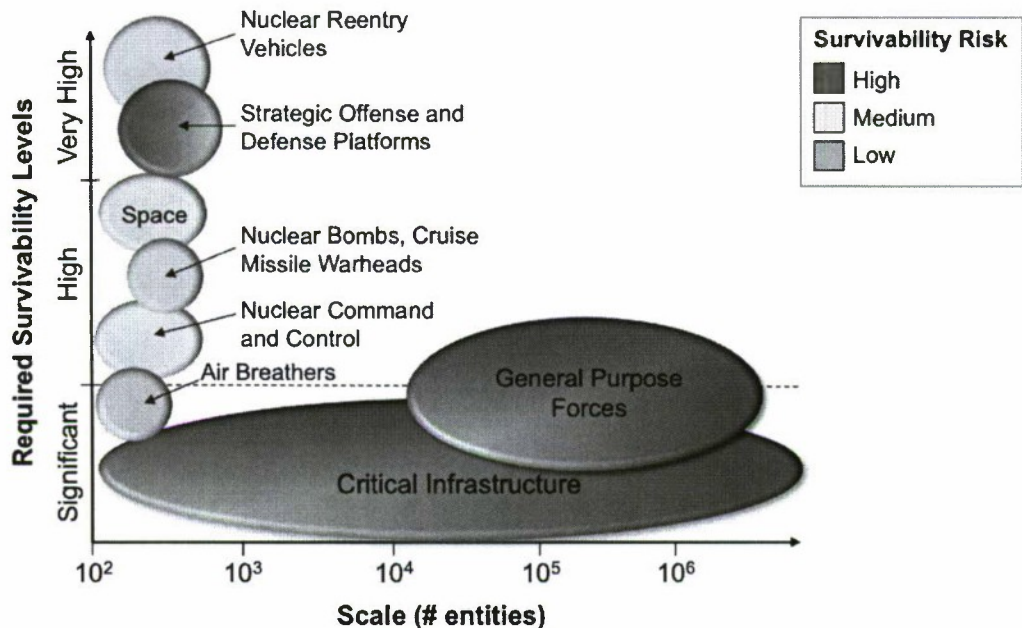 Nuclear Reentry
Vehicles
Strategic Offense and
Defense Platforms
Space
Nuclear Bombs, Cruise
Missile Warheads
Nuclear Command
and Control
Air Breathers
General Purpose
Forces
Critical Infrastructure
Required Survivability Levels
Very High
High
Significant
10²
10³
10⁴
10⁵
10⁶
Scale (# entities)
Survivability Risk
High
Medium
Low